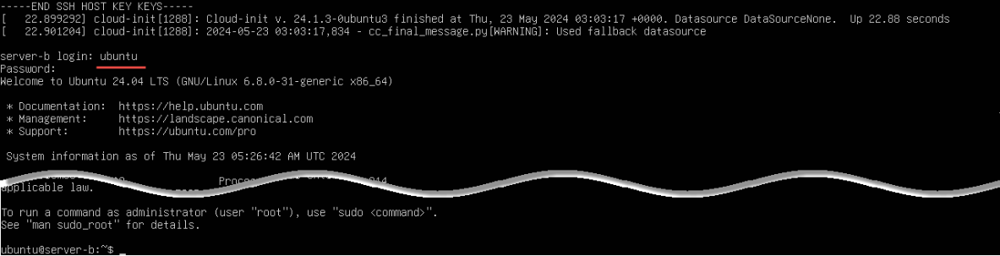 -----END SSH HOST KEY KEYS-----
[   22.899292] cloud-init[1288]: Cloud-init v. 24.1.3-0ubuntu3 finished at Thu, 23 May 2024 03:03:17 +0000. Datasource DataSourceNone.  Up 22.88 seconds
[   22.901204] cloud-init[1288]: 2024-05-23 03:03:17,834 - cc_final_message.py[WARNING]: Used fallback datasource
server-b login: ubuntu
Password:
Welcome to Ubuntu 24.04 LTS (GNU/Linux 6.8.0-31-generic x86_64)
 * Documentation:  https://help.ubuntu.com
 * Management:     https://landscape.canonical.com
 * Support:        https://ubuntu.com/pro
 System information as of Thu May 23 05:26:42 AM UTC 2024
applicable law.
To run a command as administrator (user "root"), use "sudo <command>".
See "man sudo_root" for details.
ubuntu@server-b:~$ _